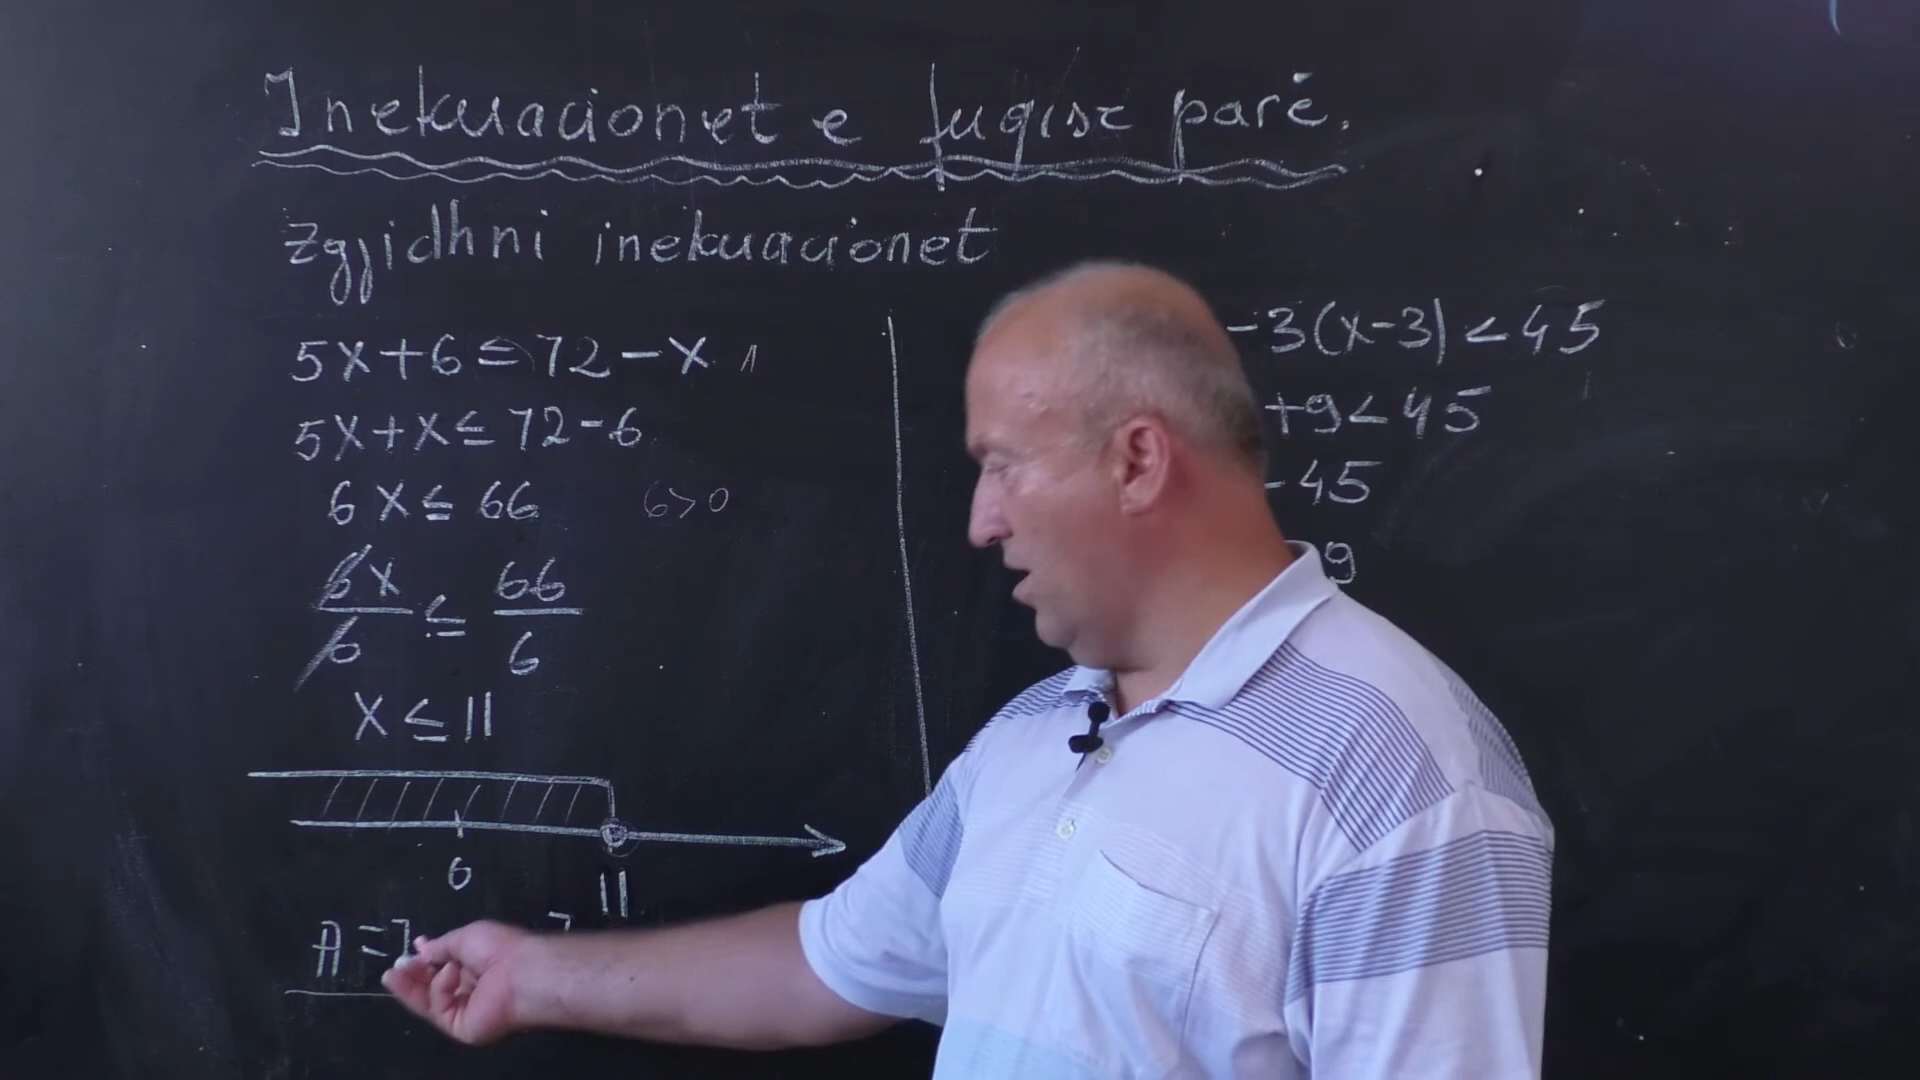 Inekuacionet e fuqisë parë.
Zgjidhni inekuacionet
5x+6≤72-x
5x+x≤72-6
6x≤66 6>0
6x/6 ≤ 66/6
x≤11
6 11
A=]
-3(x-3)<45
+9<45
45
9